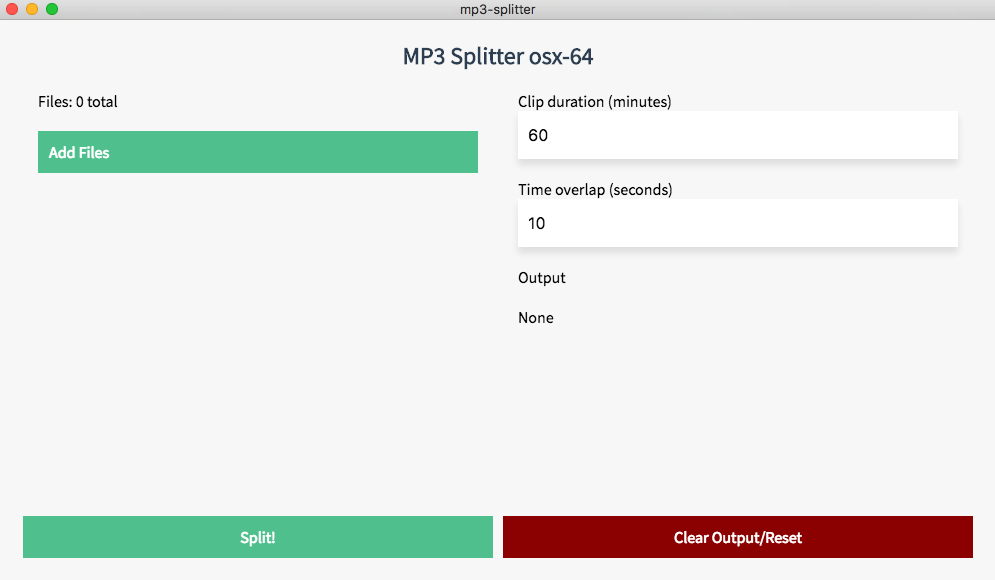 mp3-splitter
MP3 Splitter osx-64
Files: 0 total
Add Files
Clip duration (minutes)
60
Time overlap (seconds)
10
Output
None
Split!
Clear Output/Reset